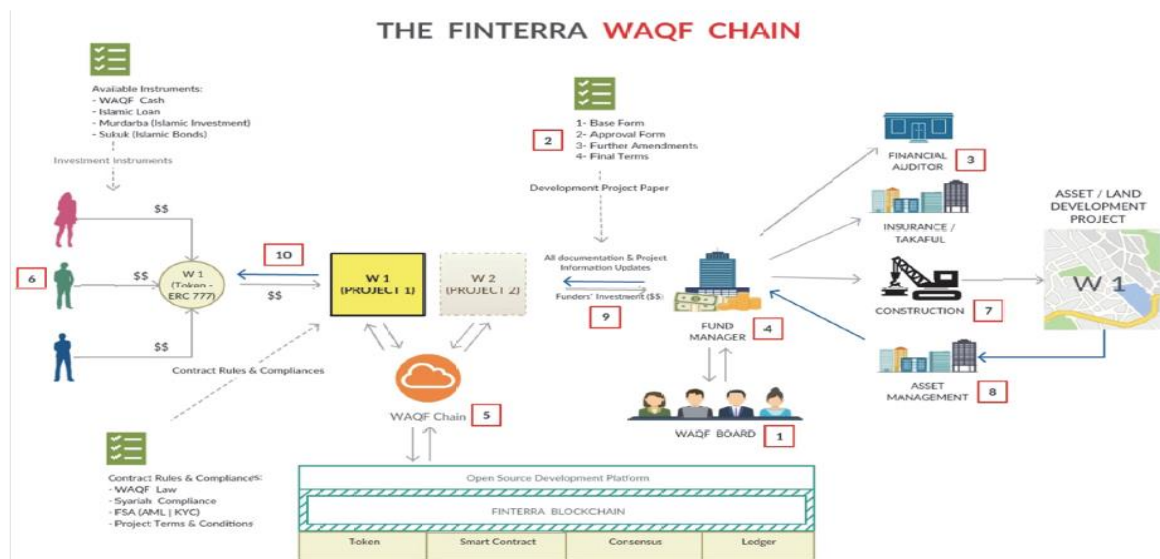 THE FINTERRA WAQF CHAIN
Available Instruments:
- WAQF Cash
- Islamic Loan
- Murdarba (Islamic Investment)
- Sukuk (Islamic Bonds)
Investment Instruments
$$
6
$$
W 1
(Token -
ERC 777)
$$
10
$$
W 1
(PROJECT 1)
W 2
(PROJECT 2)
2
1- Base Form
2- Approval Form
3- Further Amendments
4- Final Terms
Development Project Paper
All documentation & Project
Information Updates
Funders' Investment ($$)
9
FUND
MANAGER
4
FINANCIAL
AUDITOR
3
INSURANCE /
TAKAFUL
CONSTRUCTION
7
ASSET
MANAGEMENT
8
ASSET / LAND
DEVELOPMENT
PROJECT
W 1
Contract Rules & Compliances
WAQF Chain
5
WAQF BOARD
1
Contract Rules & Compliances:
- WAQF Law
- Syariah Compliance
- FSA (AML | KYC)
- Project Terms & Conditions
Open Source Development Platform
FINTERRA BLOCKCHAIN
Token
Smart Contract
Consensus
Ledger